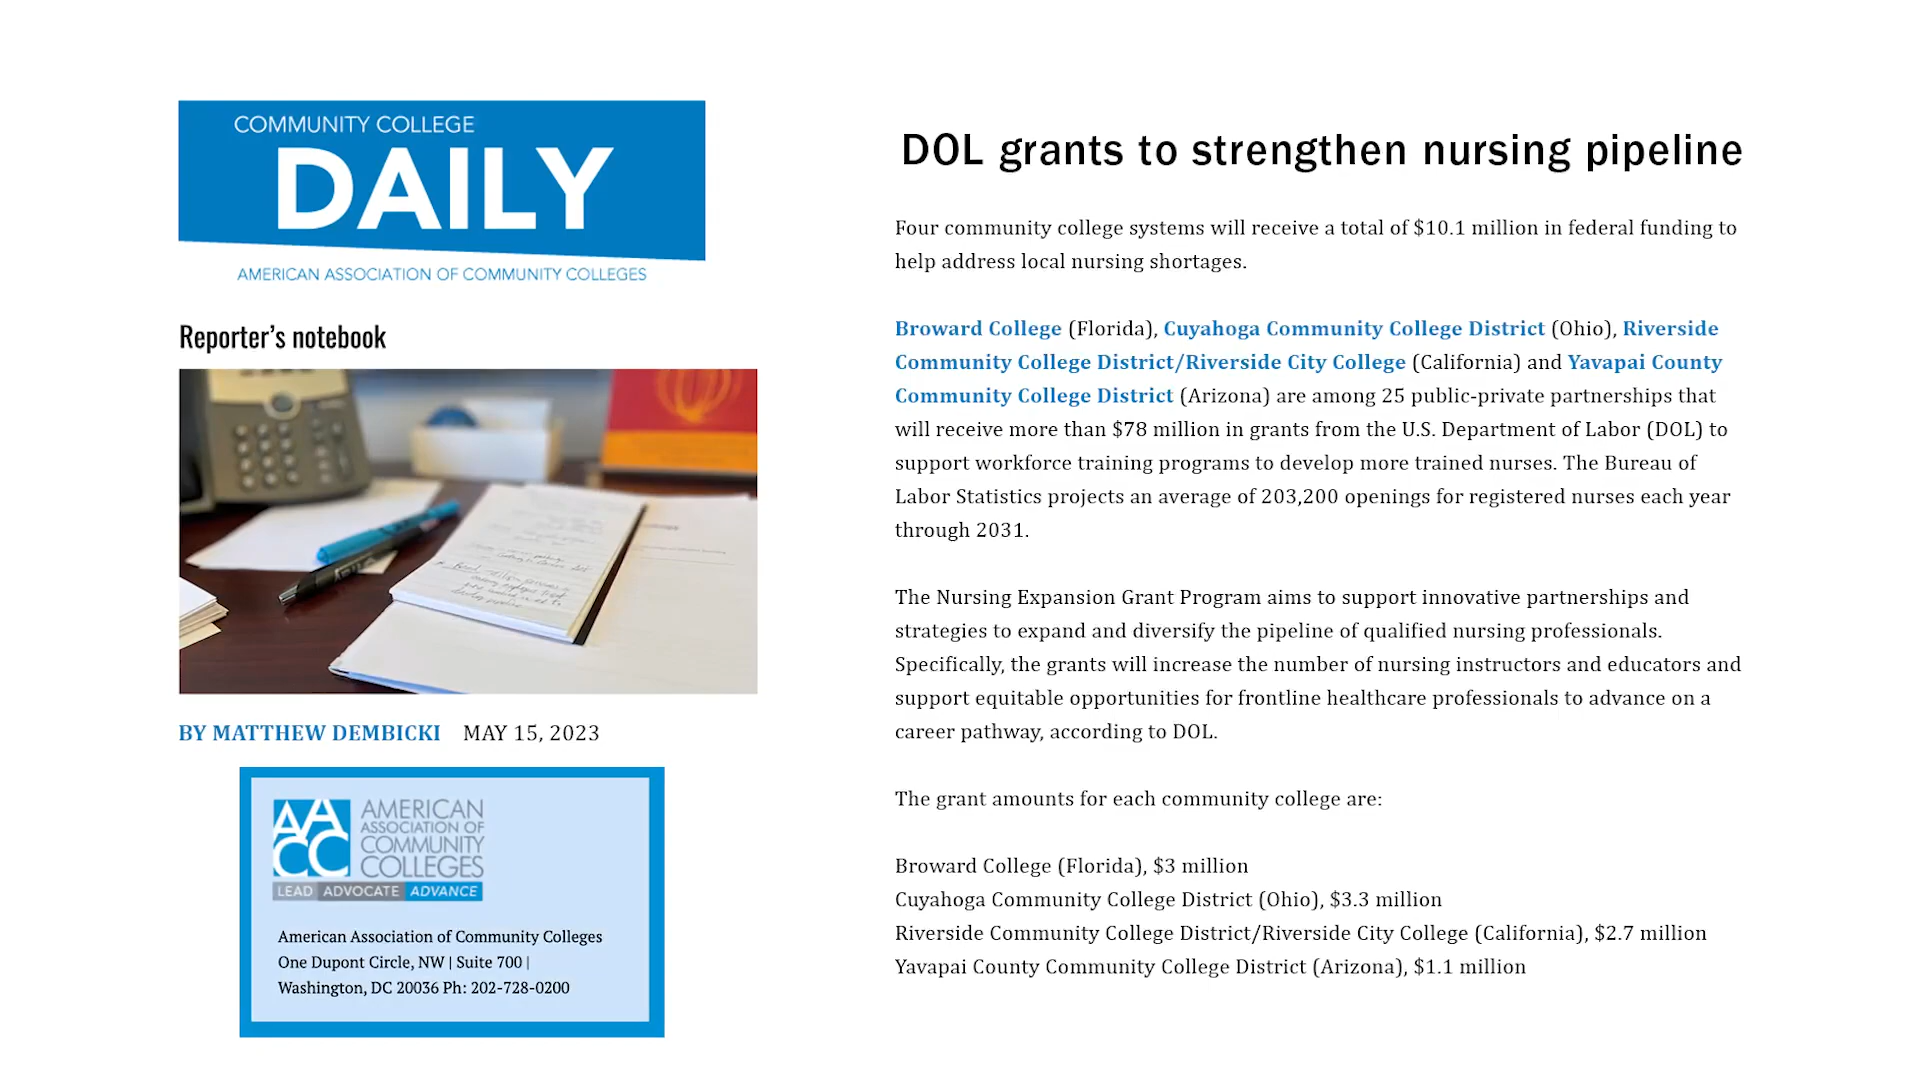 COMMUNITY COLLEGE
DAILY
AMERICAN ASSOCIATION OF COMMUNITY COLLEGES
Reporter’s notebook
BY MATTHEW DEMBICKI MAY 15, 2023
AACC
AMERICAN
ASSOCIATION OF
COMMUNITY
COLLEGES
LEAD ADVOCATE ADVANCE
American Association of Community Colleges
One Dupont Circle, NW | Suite 700 |
Washington, DC 20036 Ph: 202-728-0200
DOL grants to strengthen nursing pipeline
Four community college systems will receive a total of $10.1 million in federal funding to
help address local nursing shortages.
Broward College (Florida), Cuyahoga Community College District (Ohio), Riverside
Community College District/Riverside City College (California) and Yavapai County
Community College District (Arizona) are among 25 public-private partnerships that
will receive more than $78 million in grants from the U.S. Department of Labor (DOL) to
support workforce training programs to develop more trained nurses. The Bureau of
Labor Statistics projects an average of 203,200 openings for registered nurses each year
through 2031.
The Nursing Expansion Grant Program aims to support innovative partnerships and
strategies to expand and diversify the pipeline of qualified nursing professionals.
Specifically, the grants will increase the number of nursing instructors and educators and
support equitable opportunities for frontline healthcare professionals to advance on a
career pathway, according to DOL.
The grant amounts for each community college are:
Broward College (Florida), $3 million
Cuyahoga Community College District (Ohio), $3.3 million
Riverside Community College District/Riverside City College (California), $2.7 million
Yavapai County Community College District (Arizona), $1.1 million